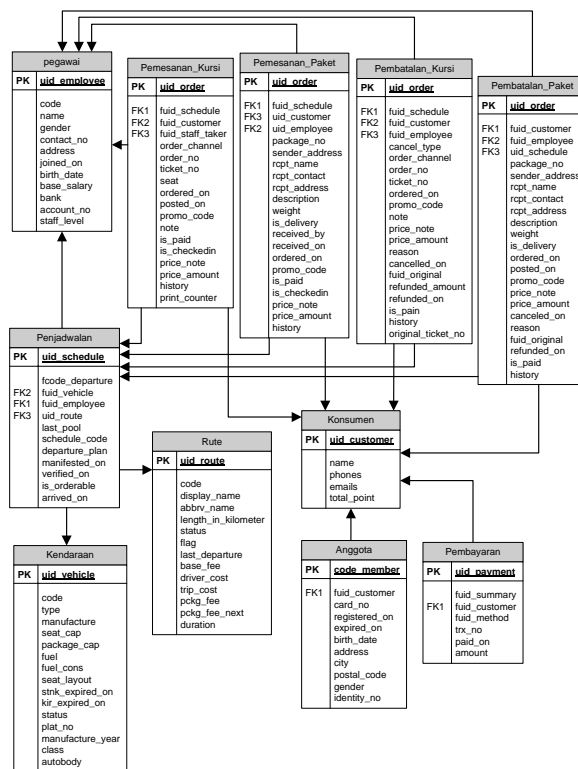 pegawai
PK uid_employee
code
name
gender
contact_no
address
joined_on
birth_date
base_salary
bank
account_no
staff_level
Pemesanan_Kursi
PK uid_order
FK1 fuid_schedule
FK2 fuid_customer
FK3 fuid_staff_taker
order_channel
order_no
ticket_no
seat
ordered_on
posted_on
promo_code
note
is_paid
is_checkedin
price_note
price_amount
history
print_counter
Pemesanan_Paket
PK uid_order
FK1 fuid_schedule
FK3 uid_customer
FK2 uid_employee
package_no
sender_address
rcpt_name
rcpt_contact
rcpt_address
description
weight
is_delivery
received_by
received_on
ordered_on
promo_code
is_paid
is_checkedin
price_note
price_amount
history
Pembatalan_Kursi
PK uid_order
FK1 fuid_schedule
FK2 fuid_customer
FK3 fuid_employee
cancel_type
order_channel
order_no
ticket_no
ordered_on
promo_code
note
price_note
price_amount
reason
cancelled_on
fuid_original
refunded_amount
refunded_on
is_pain
history
original_ticket_no
Pembatalan_Paket
PK uid_order
FK1 fuid_customer
FK2 fuid_employee
FK3 uid_schedule
package_no
sender_address
rcpt_name
rcpt_contact
rcpt_address
description
weight
is_delivery
ordered_on
posted_on
promo_code
price_note
price_amount
canceled_on
reason
fuid_original
refunded_on
is_paid
history
Penjadwalan
PK uid_schedule
fcode_departure
FK2 fuid_vehicle
FK1 fuid_employee
FK3 uid_route
last_pool
schedule_code
departure_plan
manifested_on
verified_on
is_orderable
arrived_on
Rute
PK uid_route
code
display_name
abbrv_name
length_in_kilometer
status
flag
last_departure
base_fee
driver_cost
trip_cost
pckg_fee
pckg_fee_next
duration
Konsumen
PK uid_customer
name
phones
emails
total_point
Kendaraan
PK uid_vehicle
code
type
manufacture
seat_cap
package_cap
fuel
fuel_cons
seat_layout
stnk_expired_on
kir_expired_on
status
plat_no
manufacture_year
class
autobody
Anggota
PK code_member
FK1 fuid_customer
card_no
registered_on
expired_on
birth_date
address
city
postal_code
gender
identity_no
Pembayaran
PK uid_payment
fuid_summary
FK1 fuid_customer
fuid_method
trx_no
paid_on
amount